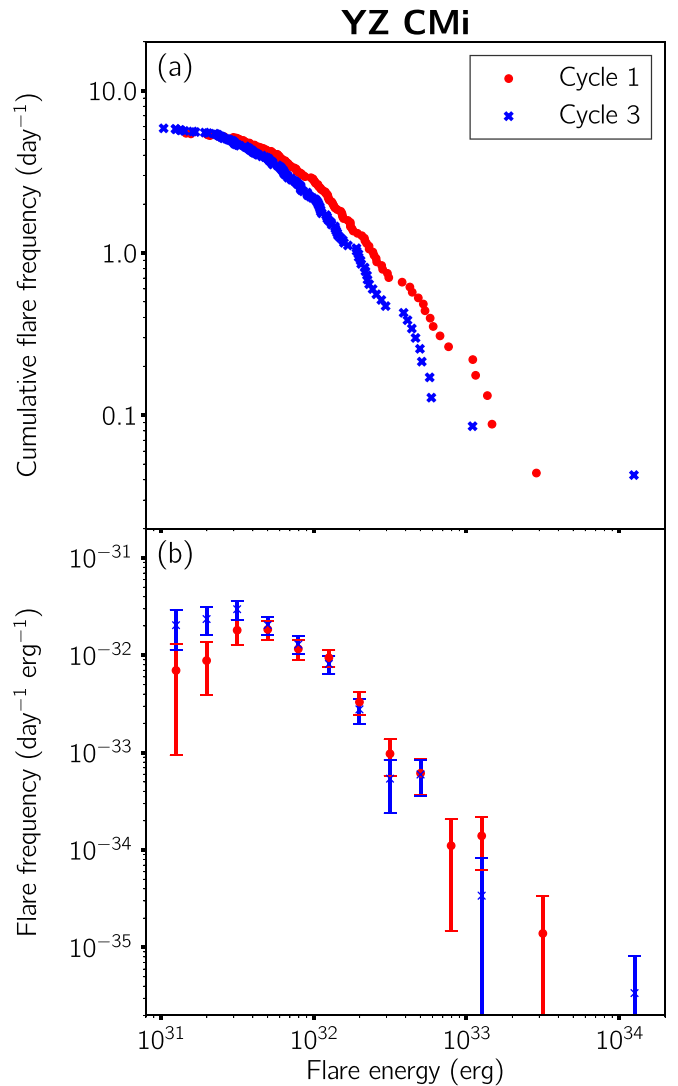 YZ CMi
(a)
Cycle 1
Cycle 3
10.0
1.0
0.1
Cumulative flare frequency (day⁻¹)
(b)
10⁻³¹
10⁻³²
10⁻³³
10⁻³⁴
10⁻³⁵
Flare frequency (day⁻¹ erg⁻¹)
10³¹ 10³² 10³³ 10³⁴
Flare energy (erg)